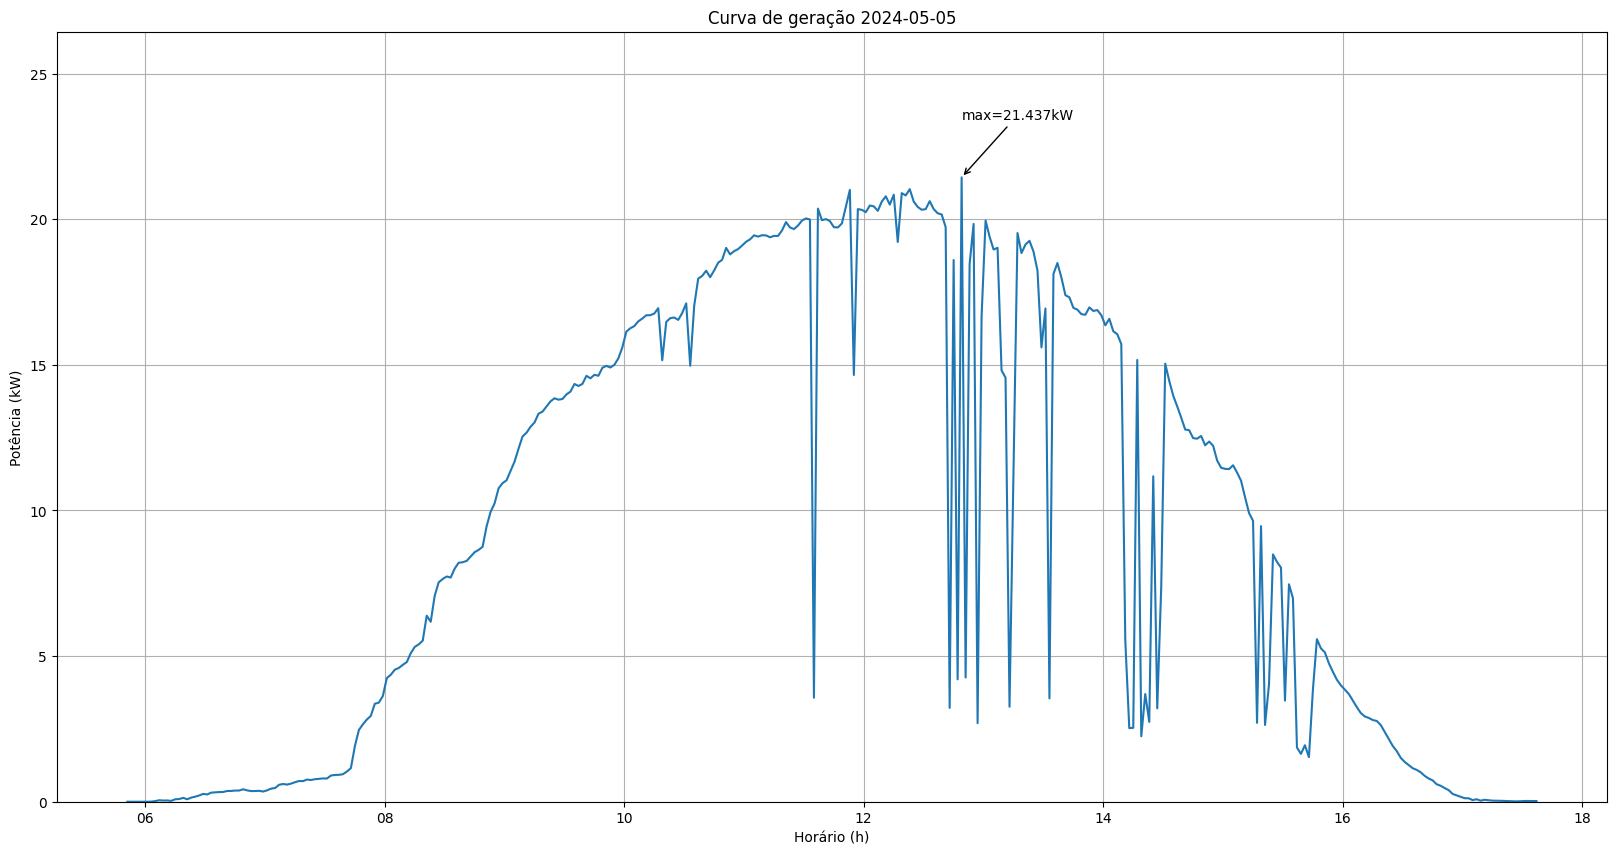 Curva de geração 2024-05-05
25
max=21.437kW
20
15
Potência (kW)
10
5
0
06 08 10 12 14 16 18
Horário (h)